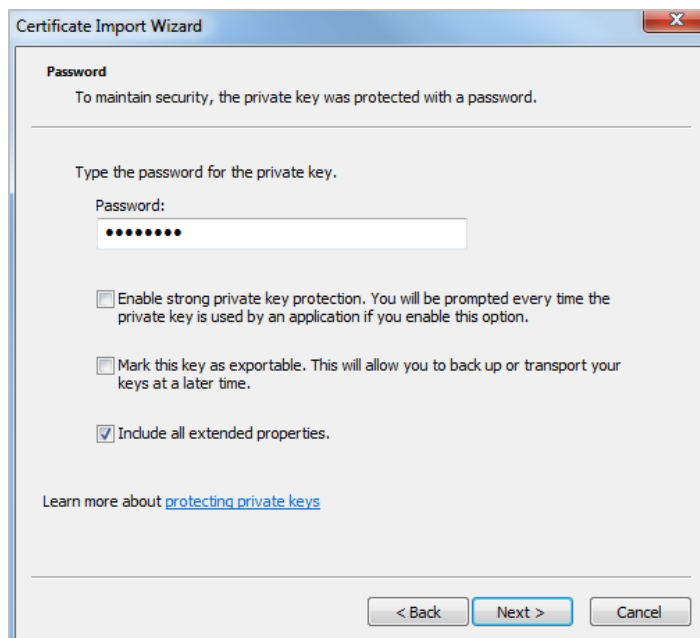 Certificate Import Wizard
Password
To maintain security, the private key was protected with a password.
Type the password for the private key.
Password:
••••••••
Enable strong private key protection. You will be prompted every time the
private key is used by an application if you enable this option.
Mark this key as exportable. This will allow you to back up or transport your
keys at a later time.
Include all extended properties.
Learn more about protecting private keys
< Back
Next >
Cancel